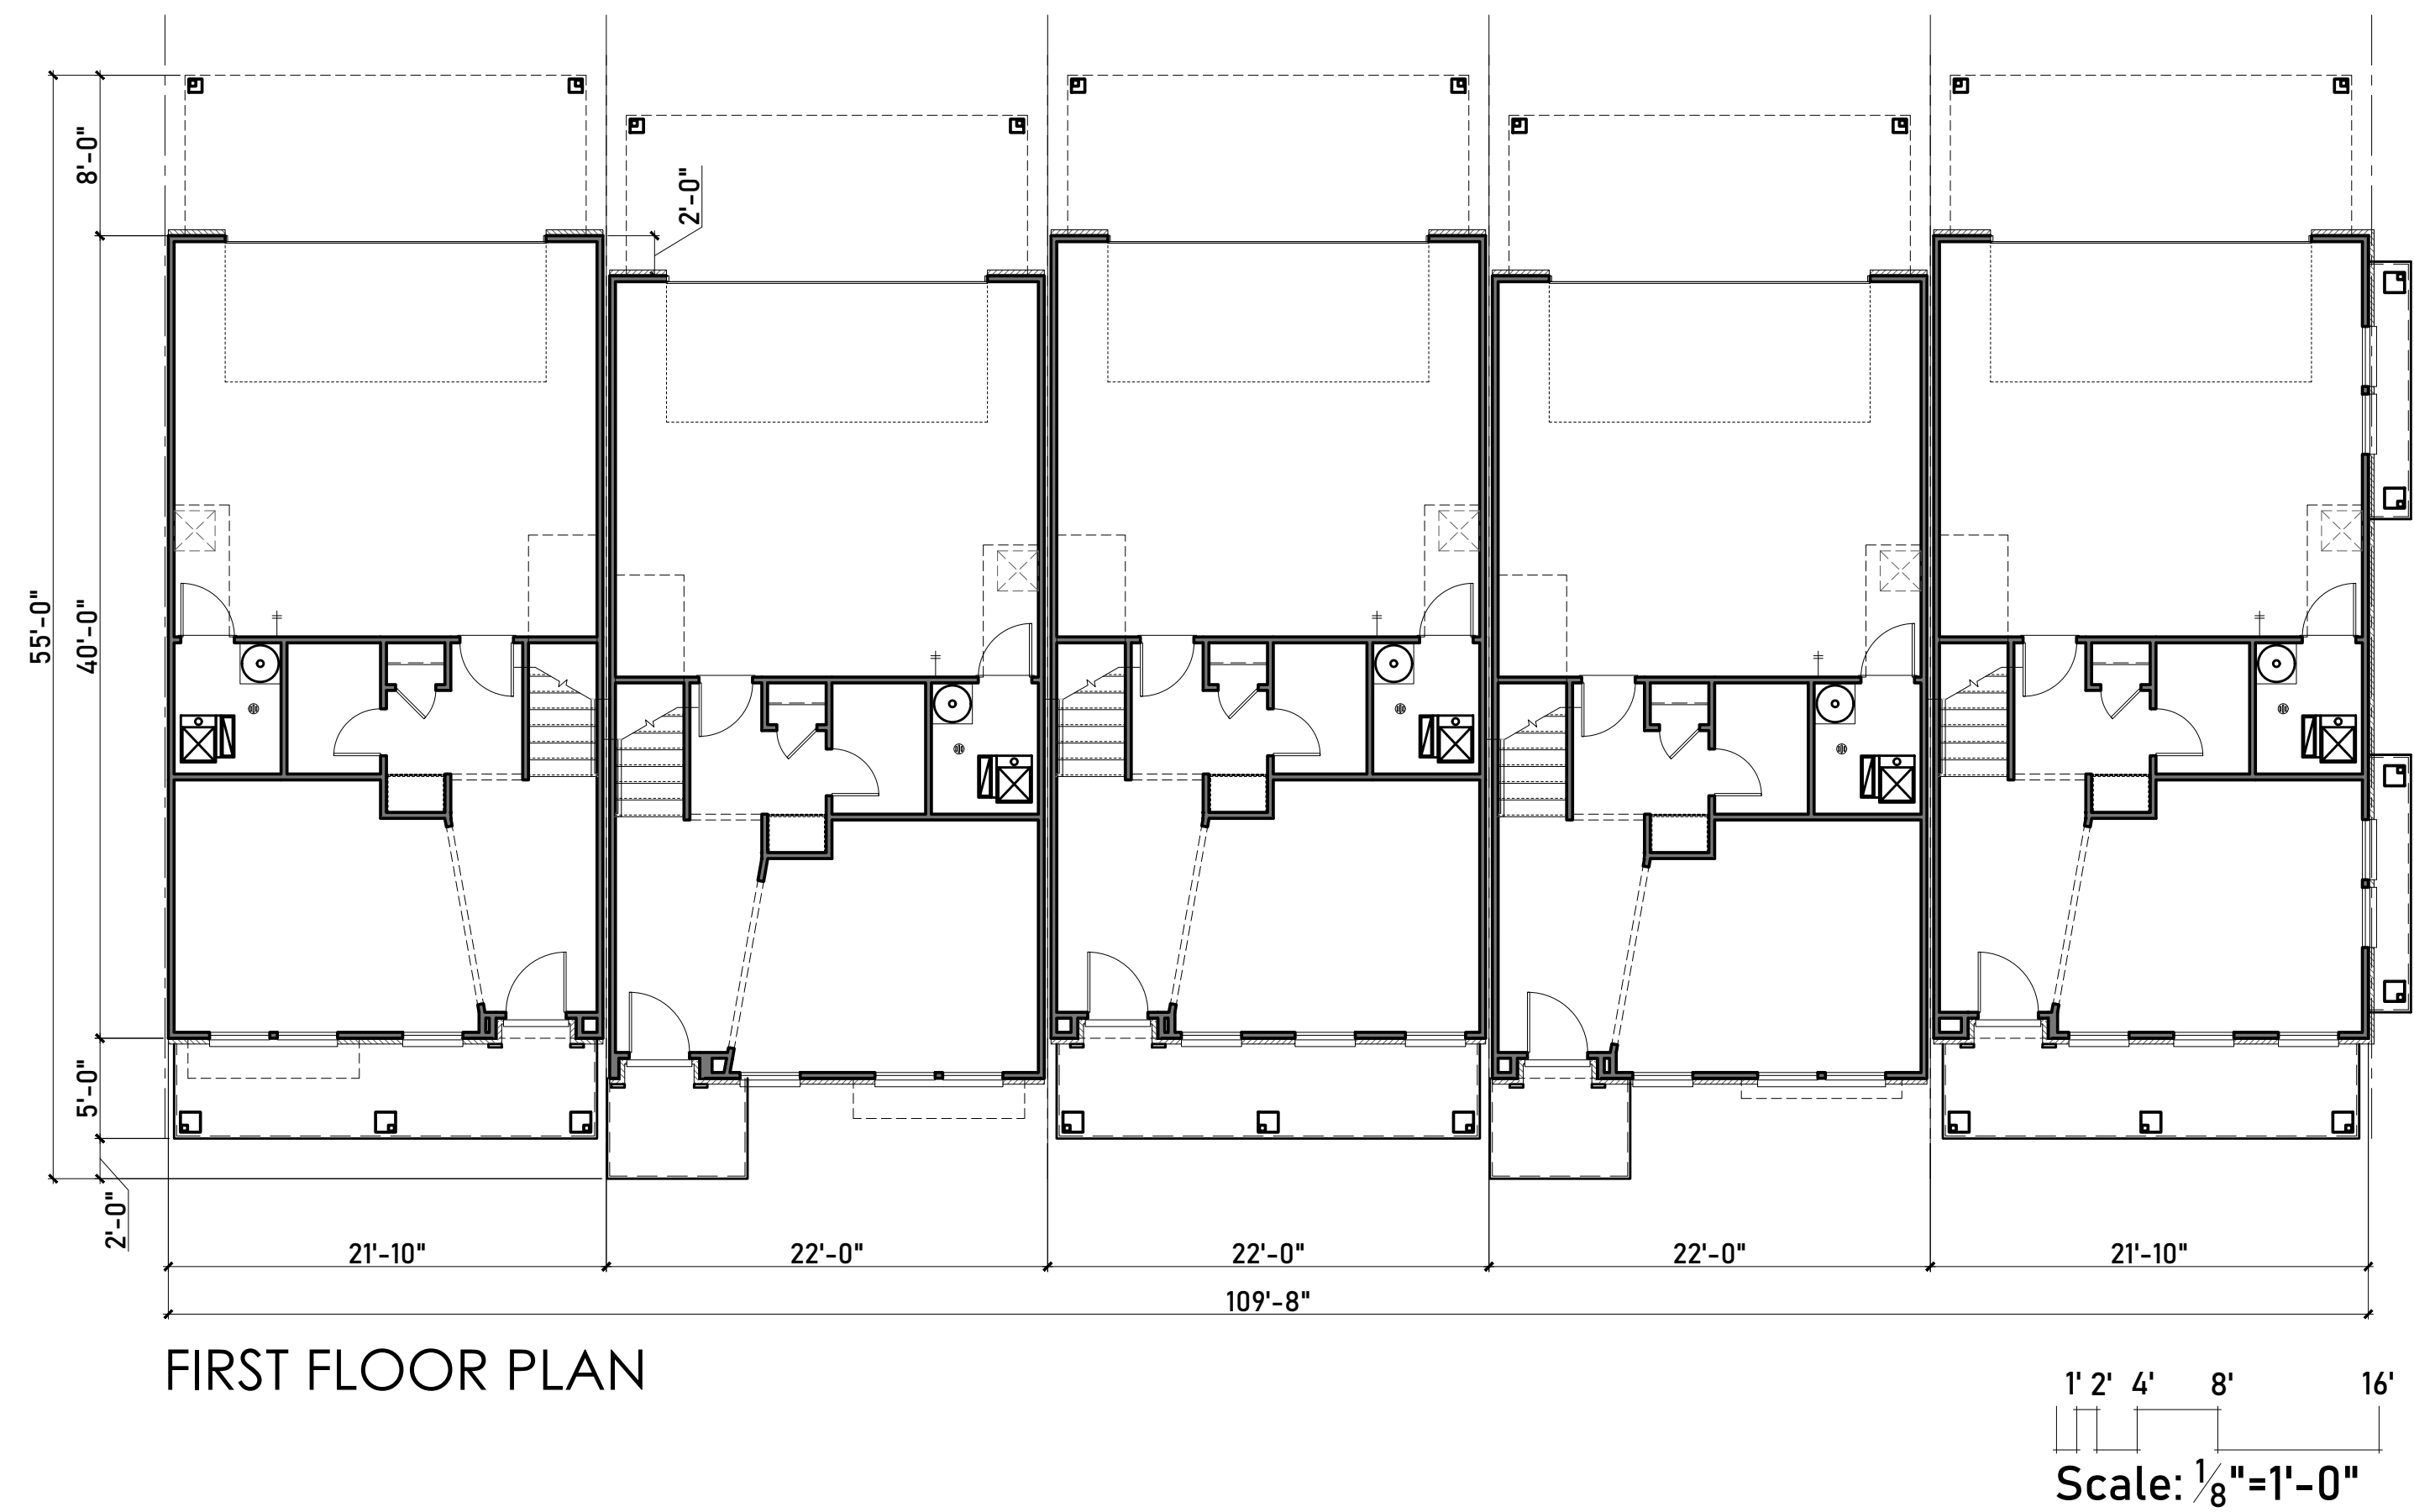 8'-0"
2'-0"
55'-0"
40'-0"
5'-0"
2'-0"
21'-10" 22'-0" 22'-0" 22'-0" 21'-10"
109'-8"
FIRST FLOOR PLAN
1' 2' 4' 8' 16'
Scale: 1/8"=1'-0"